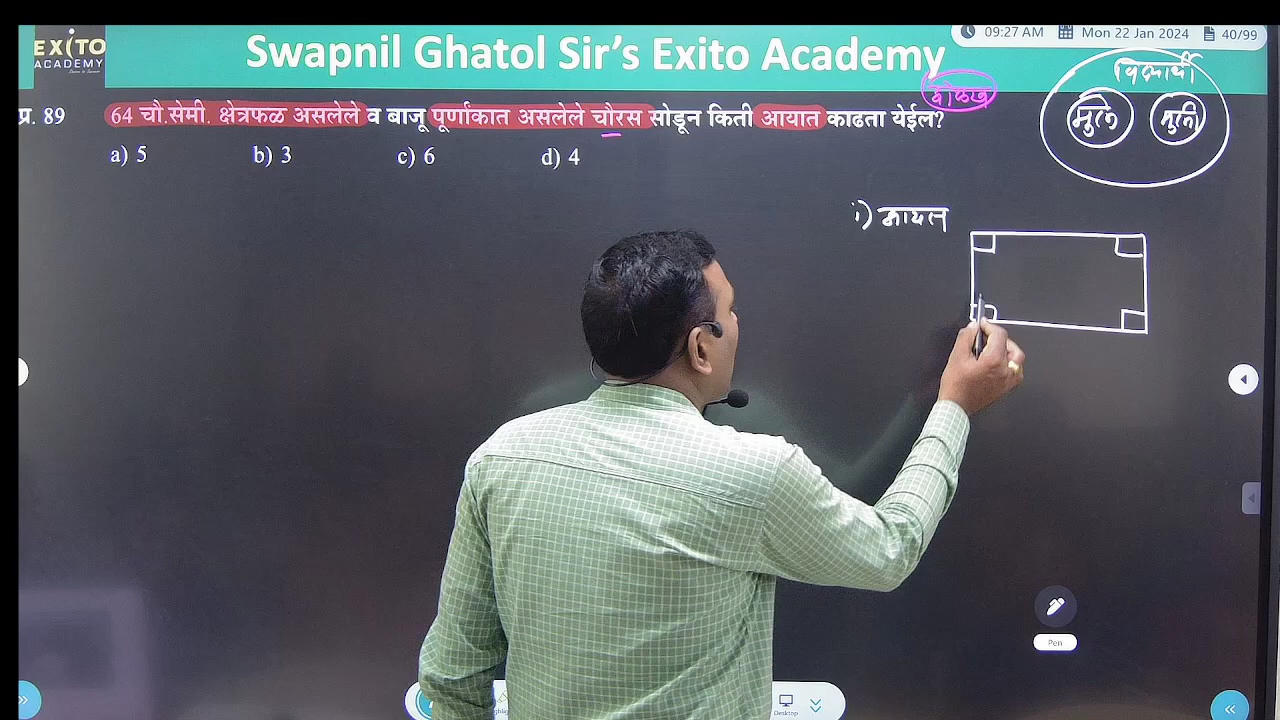 EXiTO
ACADEMY
Swapnil Ghatol Sir's Exito Academy
09:27 AM Mon 22 Jan 2024 40/99
विद्यार्थी
मुले मुली
प्र. 89 64 चौ.सेमी. क्षेत्रफळ असलेले व बाजू पूर्णाकात असलेले चौरस सोडून किती आयात काढता येईल?
a) 5 b) 3 c) 6 d) 4
i) आयत
Pen
Desktop